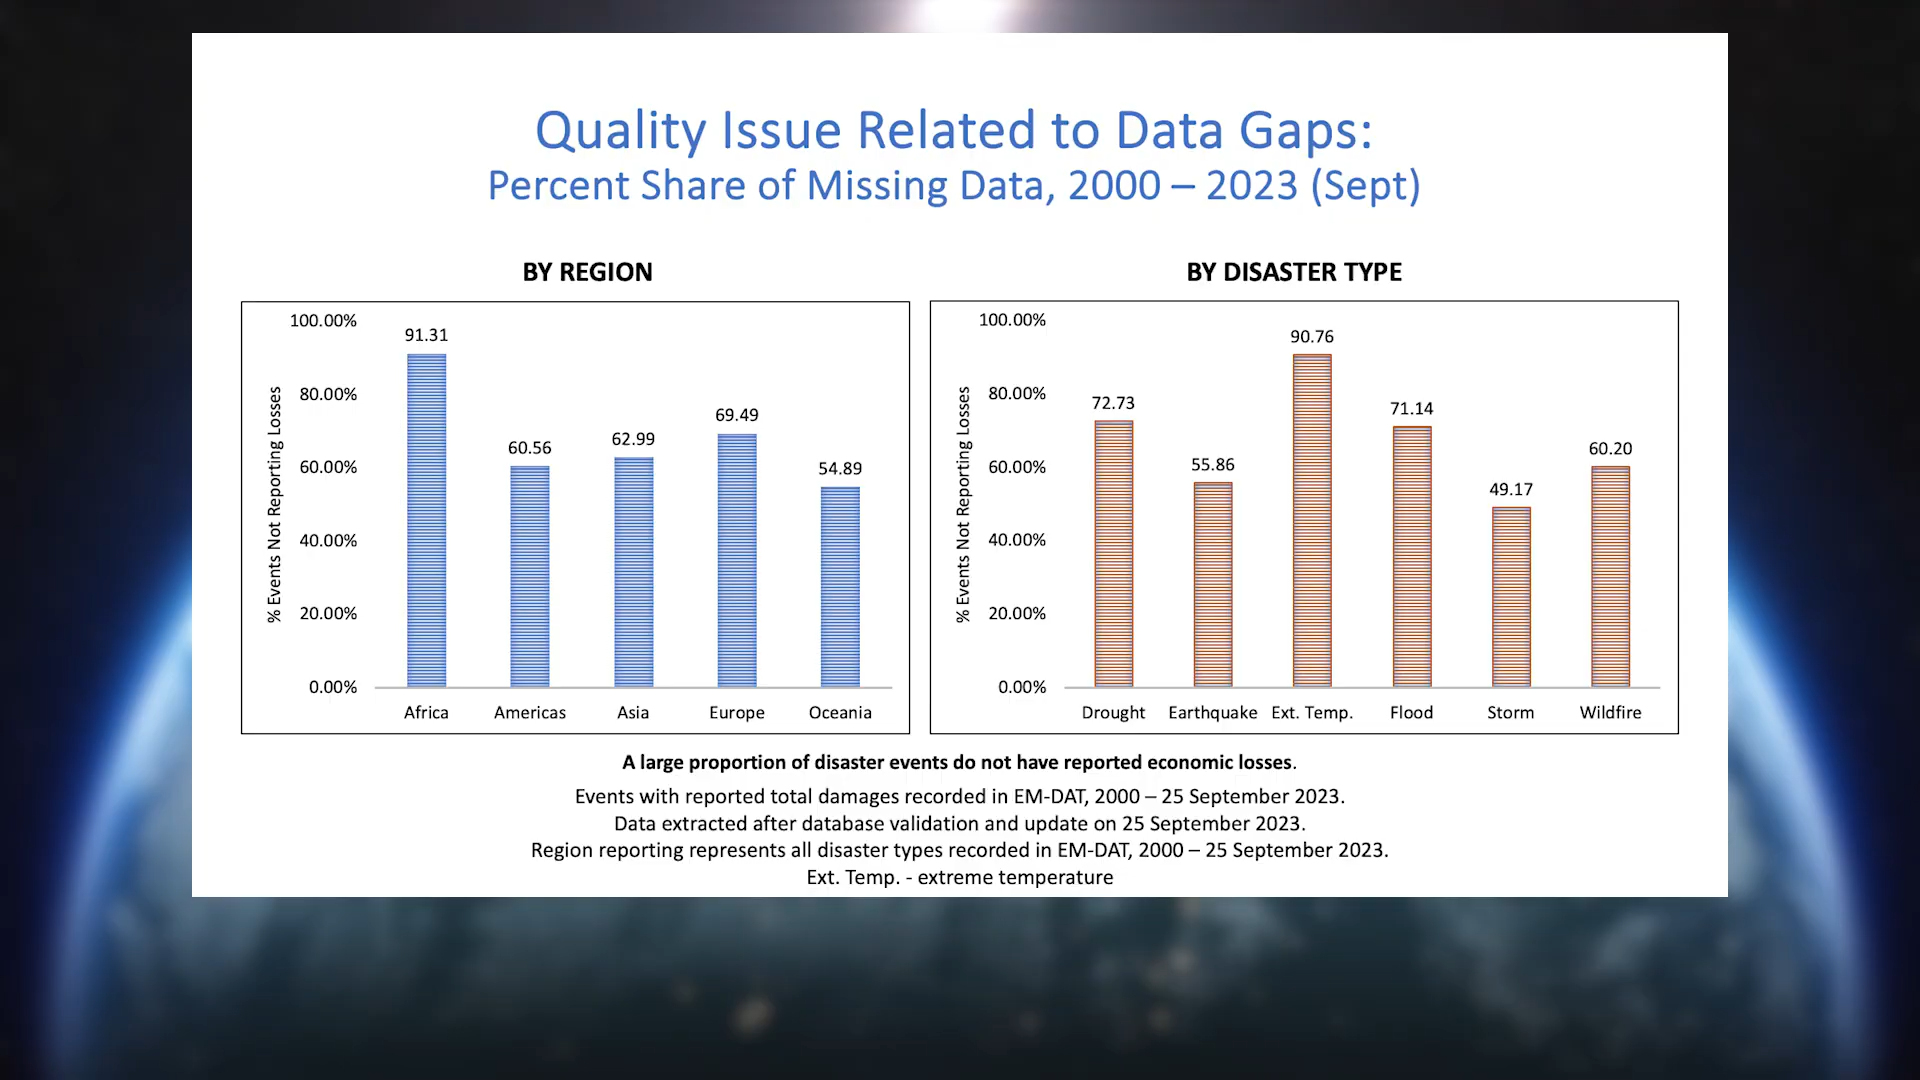 Quality Issue Related to Data Gaps:
Percent Share of Missing Data, 2000 – 2023 (Sept)
BY REGION
% Events Not Reporting Losses
100.00%
80.00%
60.00%
40.00%
20.00%
0.00%
91.31
60.56
62.99
69.49
54.89
Africa Americas Asia Europe Oceania
BY DISASTER TYPE
% Events Not Reporting Losses
100.00%
80.00%
60.00%
40.00%
20.00%
0.00%
72.73
55.86
90.76
71.14
49.17
60.20
Drought Earthquake Ext. Temp. Flood Storm Wildfire
A large proportion of disaster events do not have reported economic losses.
Events with reported total damages recorded in EM-DAT, 2000 – 25 September 2023.
Data extracted after database validation and update on 25 September 2023.
Region reporting represents all disaster types recorded in EM-DAT, 2000 – 25 September 2023.
Ext. Temp. - extreme temperature